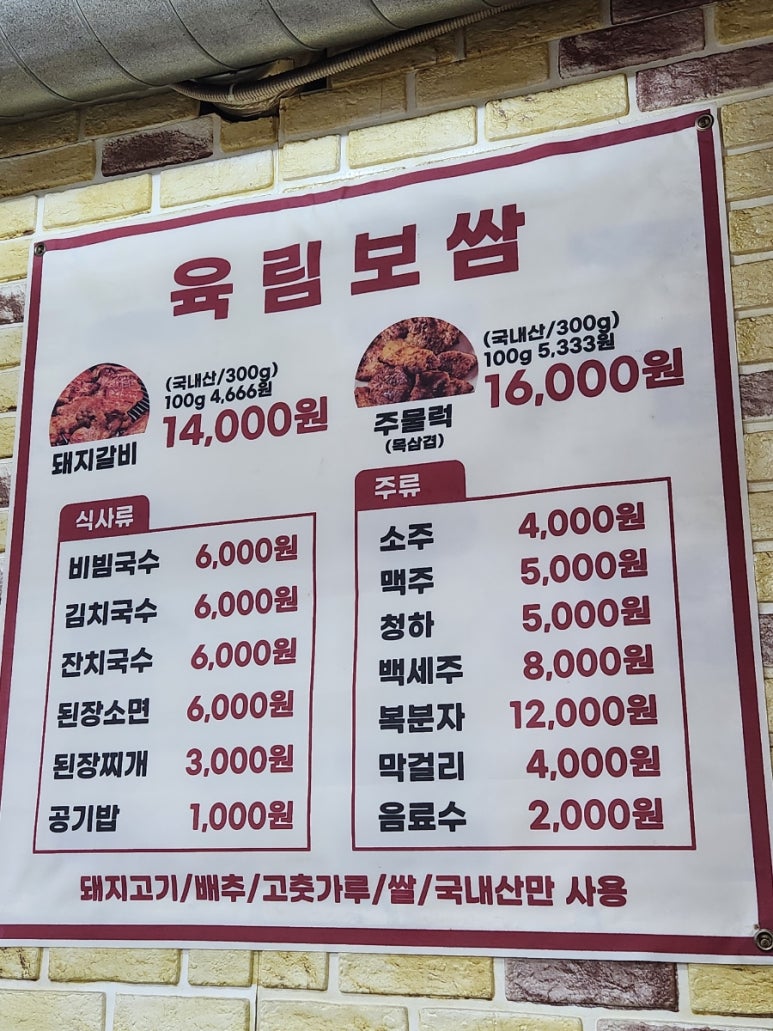 육림보쌈
(국내산/300g)
100g 4,666원
14,000원
돼지갈비
(국내산/300g)
100g 5,333원
16,000원
주물럭
(목삼겹)
식사류
비빔국수 6,000원
김치국수 6,000원
잔치국수 6,000원
된장소면 6,000원
된장찌개 3,000원
공기밥 1,000원
주류
소주 4,000원
맥주 5,000원
청하 5,000원
백세주 8,000원
복분자 12,000원
막걸리 4,000원
음료수 2,000원
돼지고기/배추/고춧가루/쌀/국내산만 사용